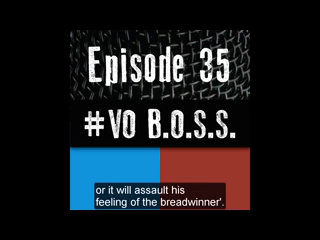 Episode 35
#VO B.O.S.S.
or it will assault his
feeling of the breadwinner'.